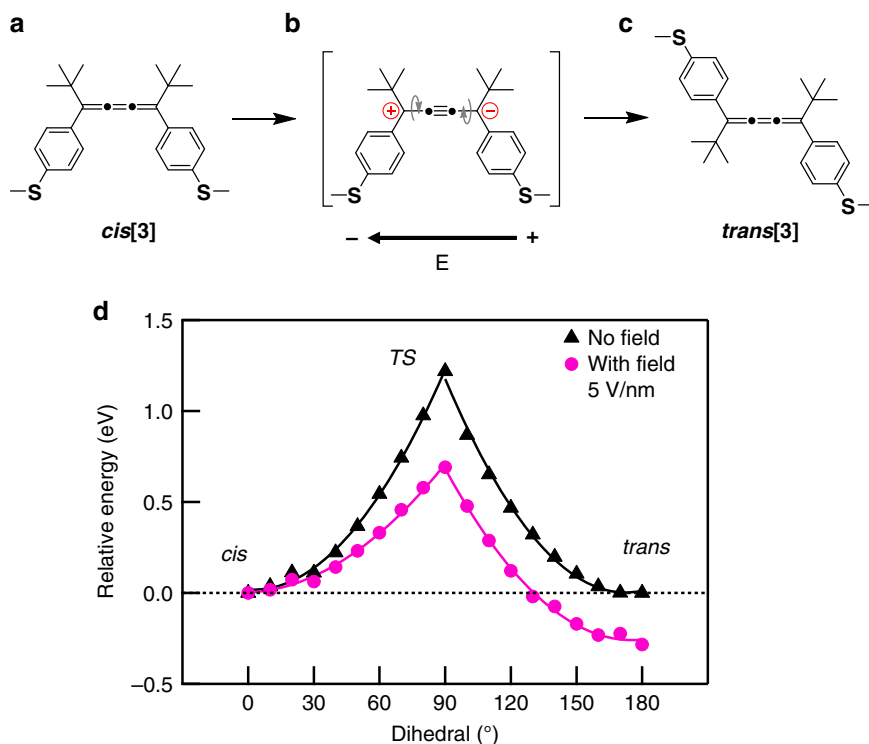 a
b
c
S
S
cis[3]
+
−
S
S
− +
E
S
S
trans[3]
d
1.5
1.0
0.5
0.0
−0.5
Relative energy (eV)
TS
cis
trans
No field
With field
5 V/nm
0 30 60 90 120 150 180
Dihedral (°)